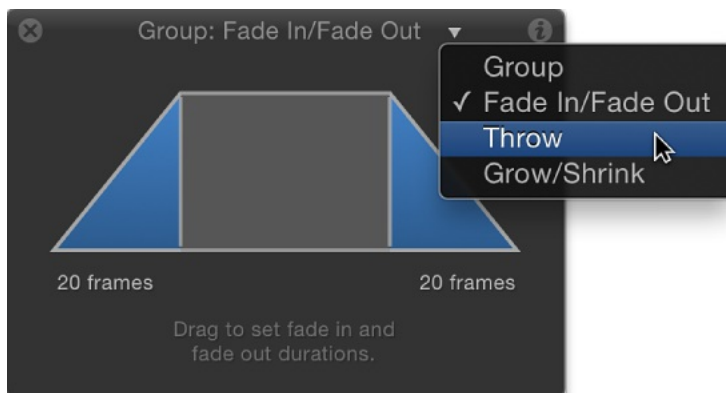 Group: Fade In/Fade Out
Group
✓ Fade In/Fade Out
Throw
Grow/Shrink
20 frames
20 frames
Drag to set fade in and
fade out durations.